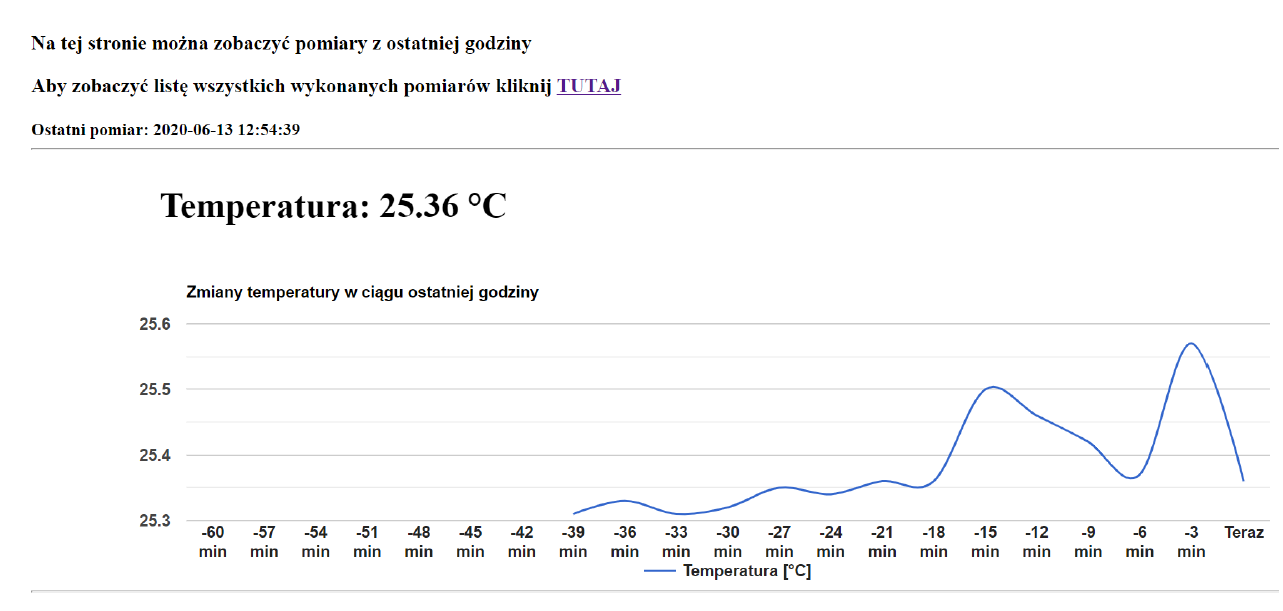 Na tej stronie można zobaczyć pomiary z ostatniej godziny
Aby zobaczyć listę wszystkich wykonanych pomiarów kliknij TUTAJ
Ostatni pomiar: 2020-06-13 12:54:39
Temperatura: 25.36 °C
Zmiany temperatury w ciągu ostatniej godziny
25.6
25.5
25.4
25.3
-60 -57 -54 -51 -48 -45 -42 -39 -36 -33 -30 -27 -24 -21 -18 -15 -12 -9 -6 -3 Teraz
min min min min min min min min min min min min min min min min min min min min
Temperatura [°C]